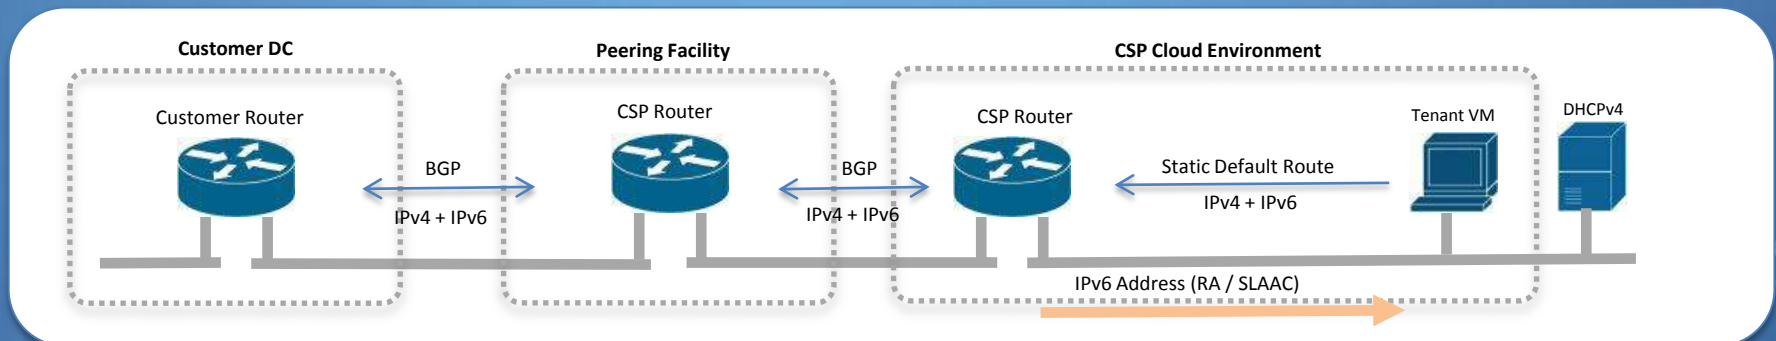 Customer DC
Peering Facility
CSP Cloud Environment
Customer Router
CSP Router
CSP Router
Tenant VM
DHCPv4
BGP
IPv4 + IPv6
BGP
IPv4 + IPv6
Static Default Route
IPv4 + IPv6
IPv6 Address (RA / SLAAC)